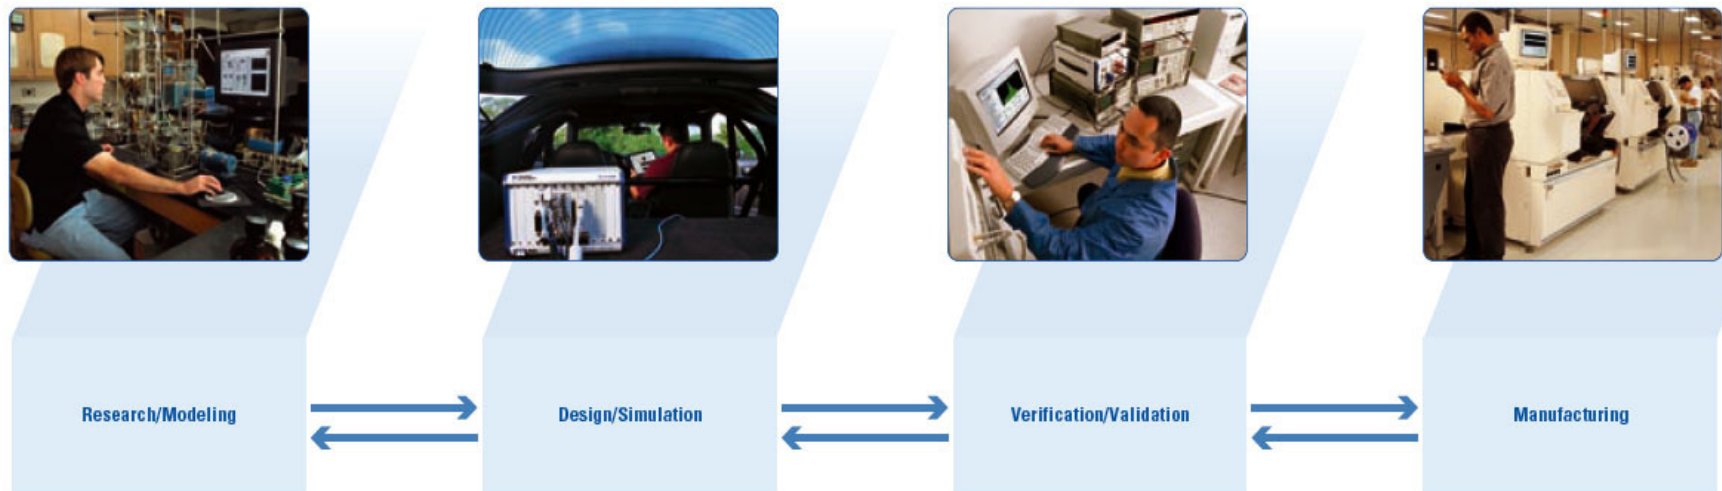 Research/Modeling
Design/Simulation
Verification/Validation
Manufacturing